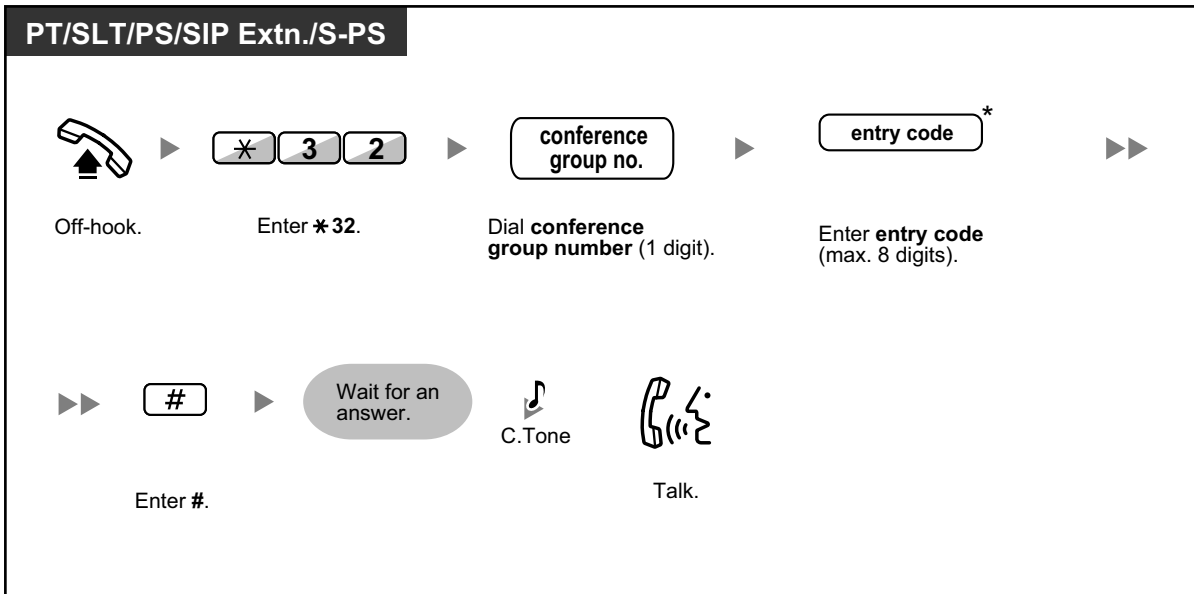 PT/SLT/PS/SIP Extn./S-PS
* 3 2
conference
group no.
entry code *
Off-hook.
Enter *32.
Dial conference
group number (1 digit).
Enter entry code
(max. 8 digits).
#
Wait for an
answer.
C.Tone
Enter #.
Talk.